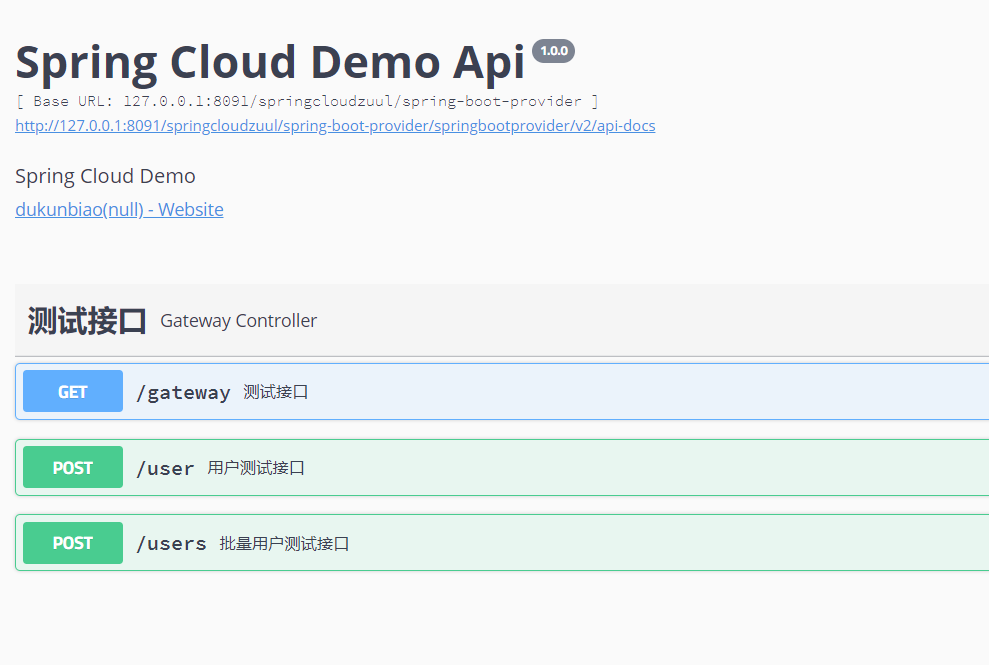 Spring Cloud Demo Api 1.0.0
[ Base URL: 127.0.0.1:8091/springcloudzuul/spring-boot-provider ]
http://127.0.0.1:8091/springcloudzuul/spring-boot-provider/springbootprovider/v2/api-docs
Spring Cloud Demo
dukunbiao(null) - Website
测试接口 Gateway Controller
GET /gateway 测试接口
POST /user 用户测试接口
POST /users 批量用户测试接口